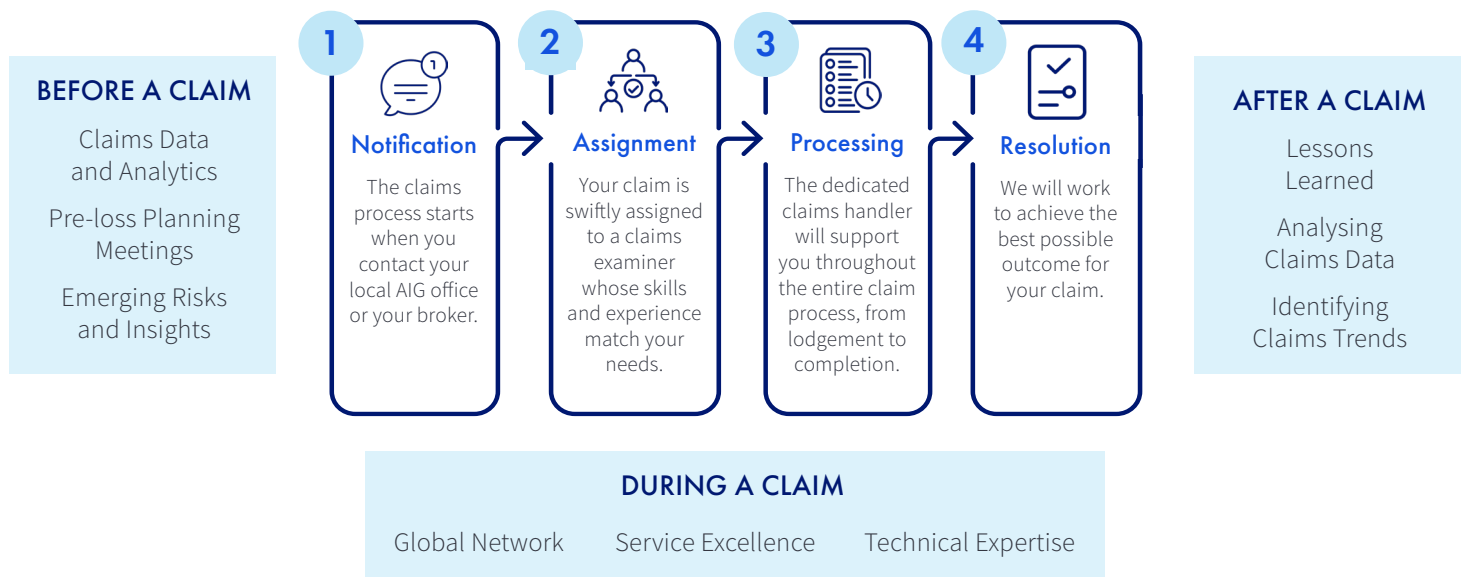 BEFORE A CLAIM
Claims Data
and Analytics
Pre-loss Planning
Meetings
Emerging Risks
and Insights
1
1
Notification
The claims
process starts
when you
contact your
local AIG office
or your broker.
2
Assignment
Your claim is
swiftly assigned
to a claims
examiner
whose skills
and experience
match your
needs.
3
Processing
The dedicated
claims handler
will support
you throughout
the entire claim
process, from
lodgement to
completion.
4
Resolution
We will work
to achieve the
best possible
outcome for
your claim.
AFTER A CLAIM
Lessons
Learned
Analysing
Claims Data
Identifying
Claims Trends
DURING A CLAIM
Global Network Service Excellence Technical Expertise